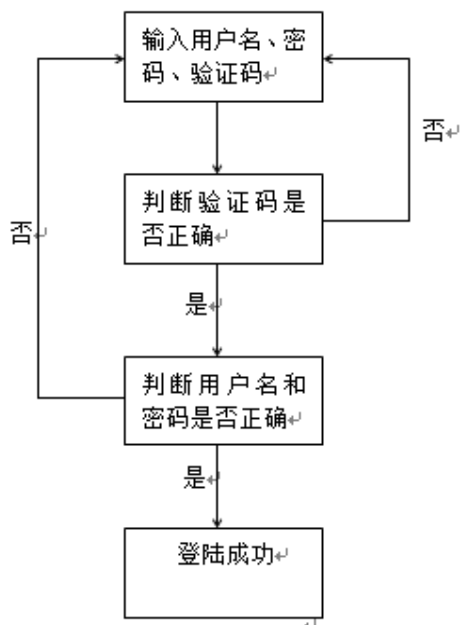 输入用户名、密
码、验证码
否
判断验证码是
否正确
否
是
判断用户名和
密码是否正确
是
登陆成功